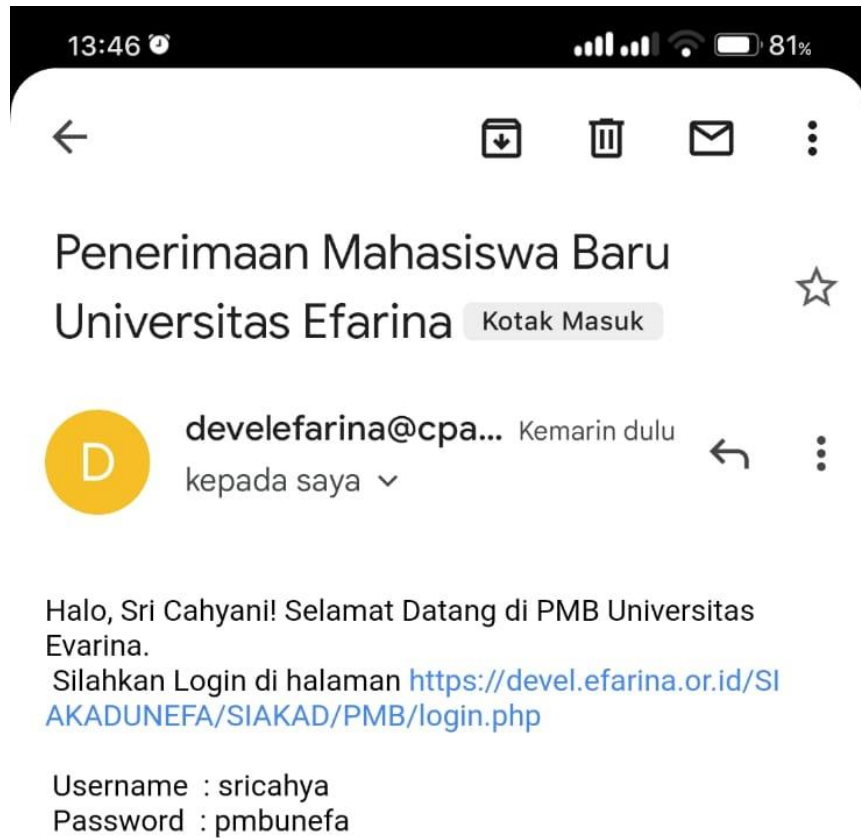 13:46
81%
Penerimaan Mahasiswa Baru
Universitas Efarina Kotak Masuk
D
develefarina@cpa... Kemarin dulu
kepada saya
Halo, Sri Cahyani! Selamat Datang di PMB Universitas
Evarina.
Silahkan Login di halaman https://devel.efarina.or.id/SI
AKADUNEFA/SIAKAD/PMB/login.php
Username : sricahya
Password : pmbunefa